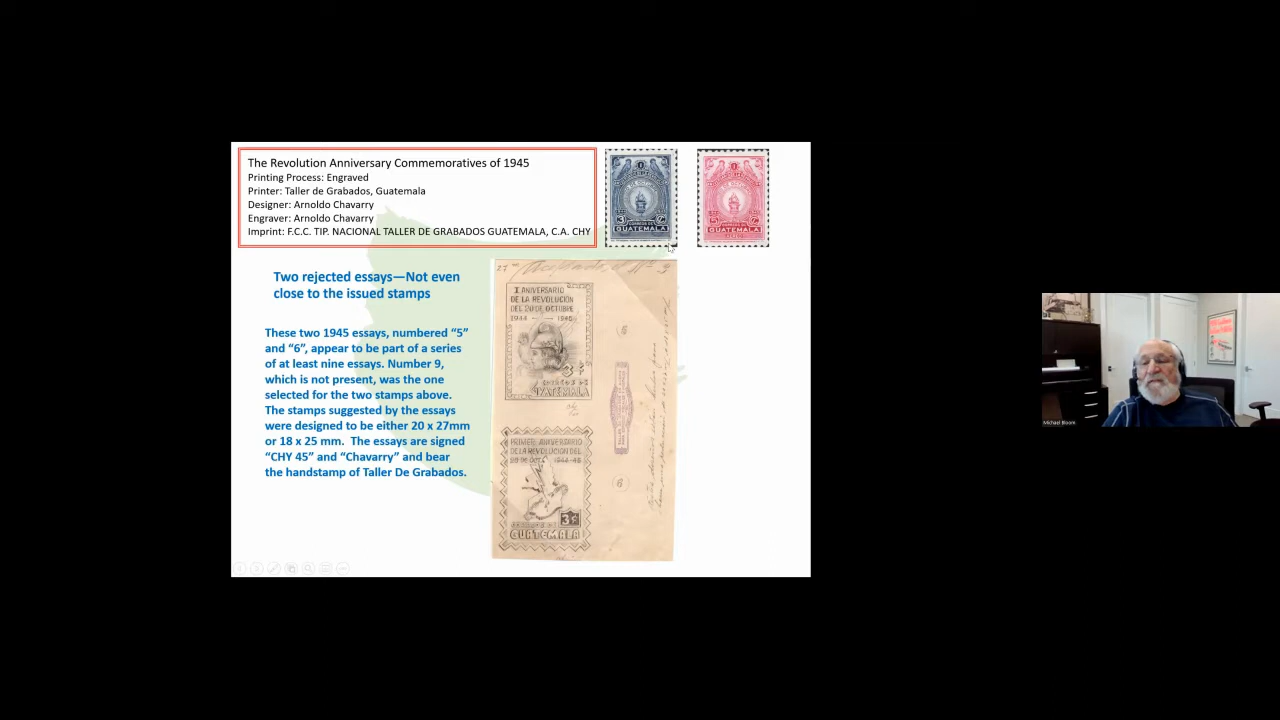 The Revolution Anniversary Commemoratives of 1945
Printing Process: Engraved
Printer: Taller de Grabados, Guatemala
Designer: Arnoldo Chavarry
Engraver: Arnoldo Chavarry
Imprint: F.C.C. TIP. NACIONAL TALLER DE GRABADOS GUATEMALA, C.A. CHY
GUATEMALA
GUATEMALA
Two rejected essays—Not even
close to the issued stamps
These two 1945 essays, numbered “5”
and “6”, appear to be part of a series
of at least nine essays. Number 9,
which is not present, was the one
selected for the two stamps above.
The stamps suggested by the essays
were designed to be either 20 x 27mm
or 18 x 25 mm.  The essays are signed
“CHY 45” and “Chavarry” and bear
the handstamp of Taller De Grabados.
I ANIVERSARIO
DE LA REVOLUCION
DEL 20 DE OCTUBRE
1944 - 1945
GUATEMALA
PRIMER ANIVERSARIO
DE LA REVOLUCION DEL
1944-45
3¢
GUATEMALA
6
Michael Bloom